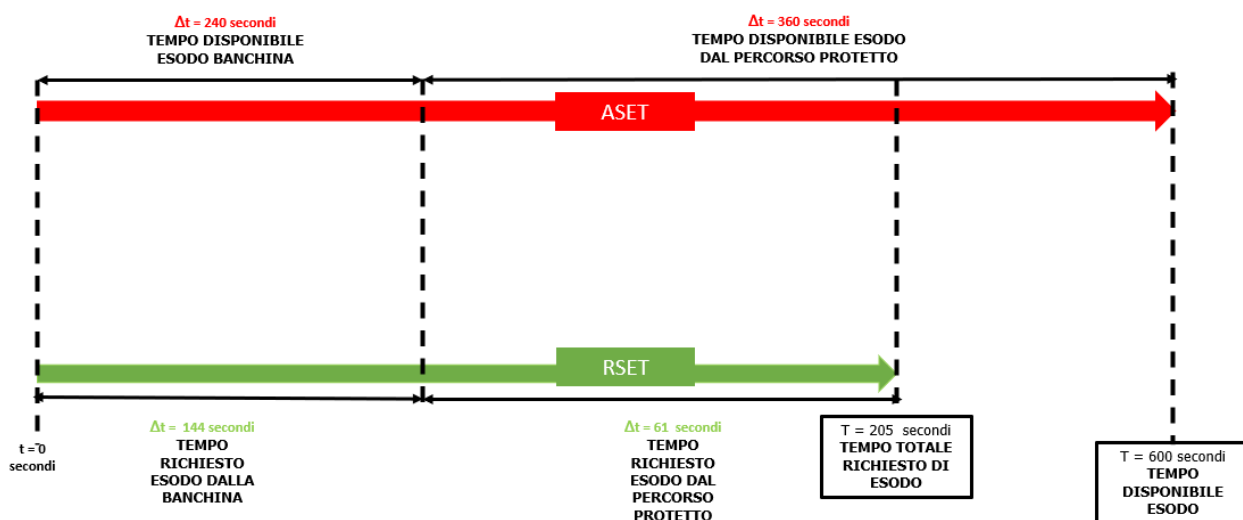 Δt = 240 secondi
TEMPO DISPONIBILE
ESODO BANCHINA
Δt = 360 secondi
TEMPO DISPONIBILE ESODO
DAL PERCORSO PROTETTO
ASET
RSET
t = 0
secondi
Δt = 144 secondi
TEMPO
RICHIESTO
ESODO DALLA
BANCHINA
Δt = 61 secondi
TEMPO
RICHIESTO
ESODO DAL
PERCORSO
PROTETTO
T = 205 secondi
TEMPO TOTALE
RICHIESTO DI
ESODO
T = 600 secondi
TEMPO
DISPONIBILE
ESODO